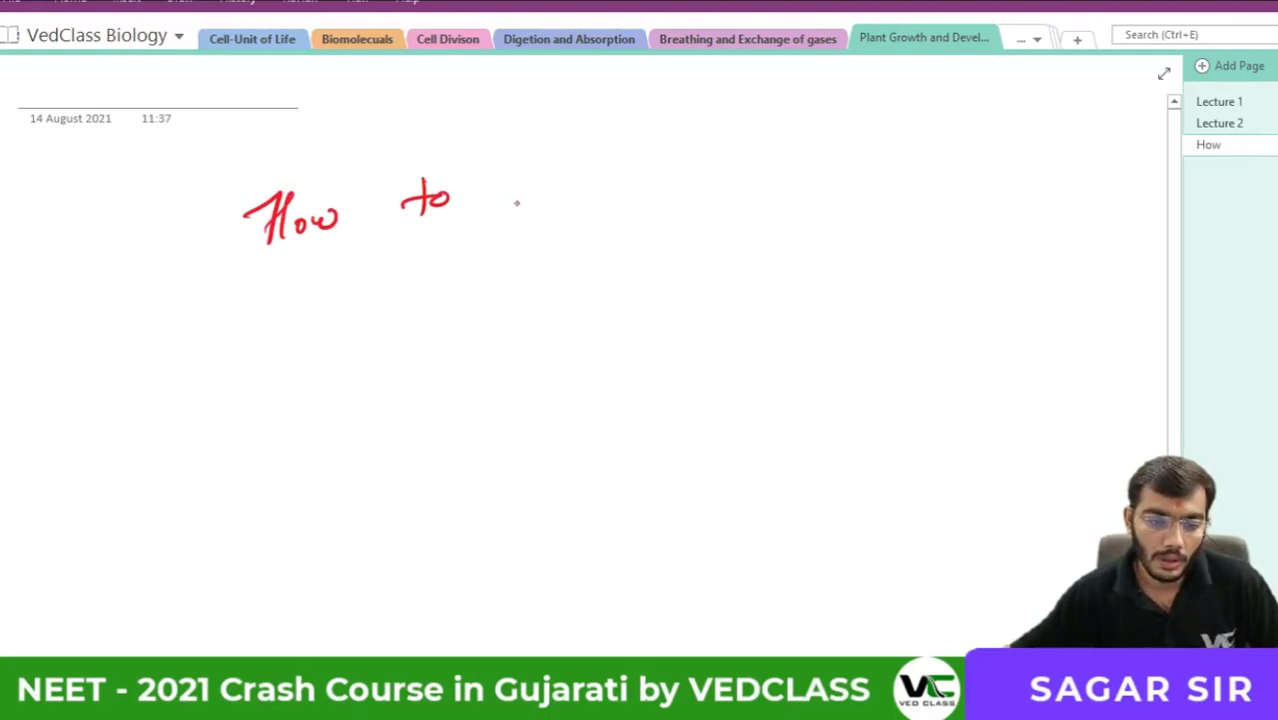 VedClass Biology
Cell-Unit of Life
Biomolecuals
Cell Divison
Digetion and Absorption
Breathing and Exchange of gases
Plant Growth and Devel...
...
Search (Ctrl+E)
Add Page
Lecture 1
Lecture 2
How
14 August 2021 11:37
How to
NEET - 2021 Crash Course in Gujarati by VEDCLASS
VC
VED CLASS
SAGAR SIR